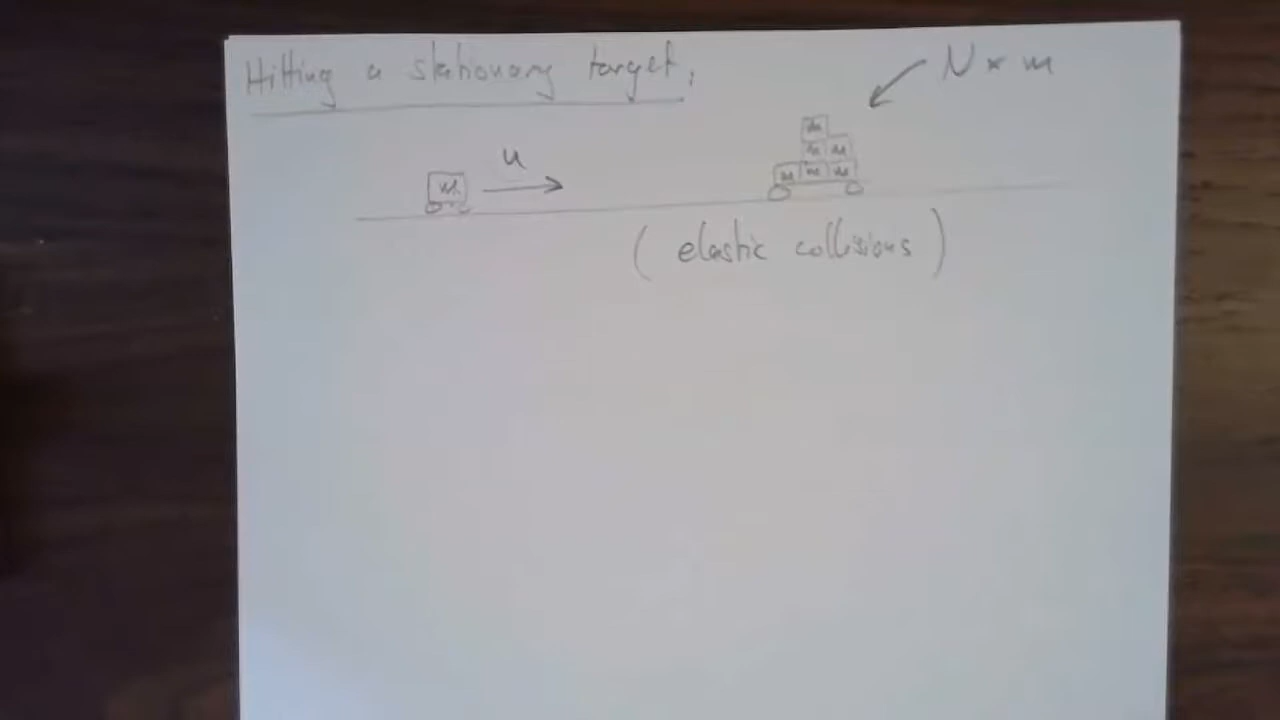 Hitting a stationary target.
N × m
m
u
m m
m m m
m
(elastic collisions)